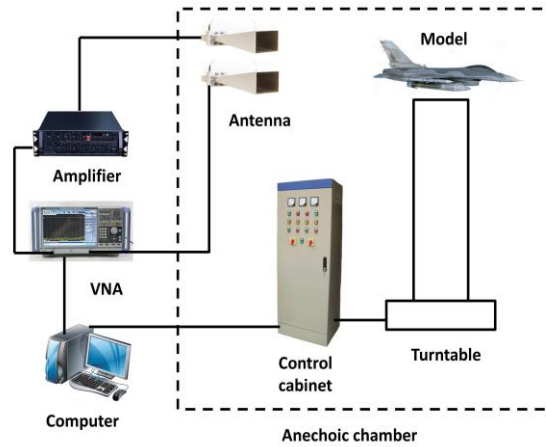 Model
Antenna
Amplifier
VNA
Control
cabinet
Turntable
Computer
Anechoic chamber